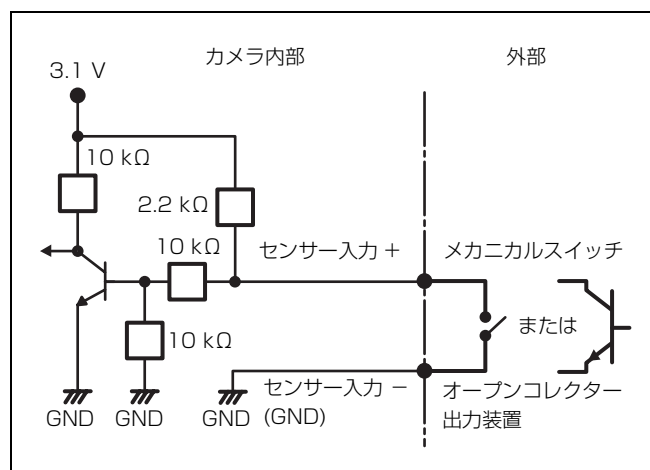 カメラ内部
外部
3.1 V
10 kΩ
2.2 kΩ
10 kΩ
センサー入力 +
メカニカルスイッチ
または
10 kΩ
センサー入力 −
(GND)
オープンコレクター
出力装置
GND
GND
GND